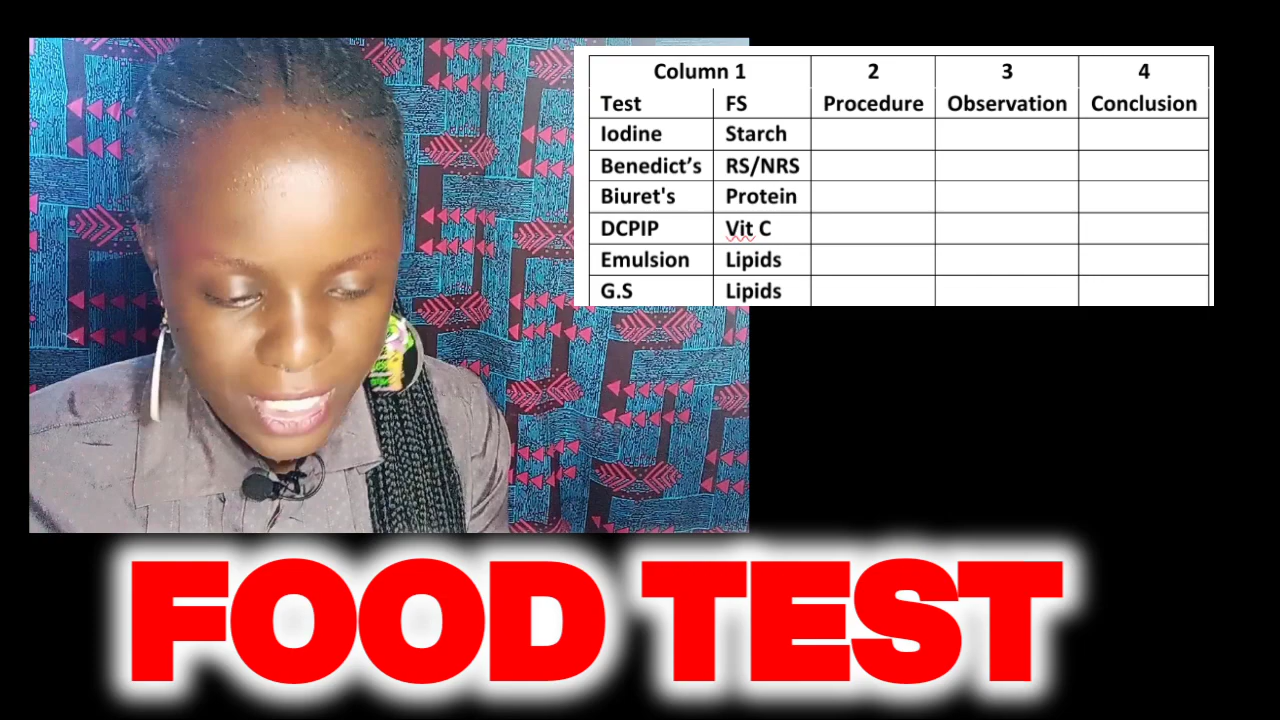 Column 1 2 3 4
Test FS Procedure Observation Conclusion
Iodine Starch
Benedict’s RS/NRS
Biuret's Protein
DCPIP Vit C
Emulsion Lipids
G.S Lipids
FOOD TEST